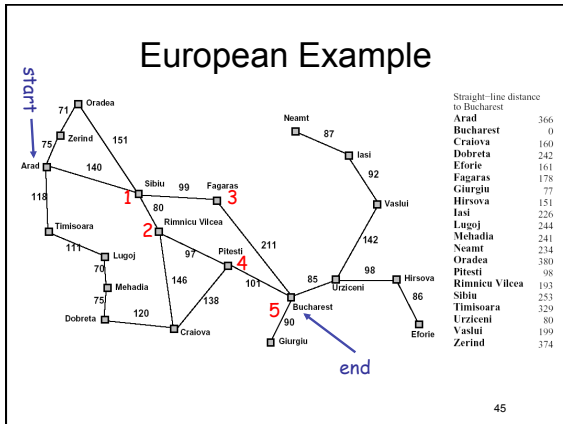 European Example
start
Oradea
71
Neamt
87
Zerind
75
151
Iasi
Arad
140
92
Sibiu
99
Fagaras
1
80
3
118
Vaslui
Rimnicu Vilcea
2
Timisoara
211
142
111
Lugoj
97
Pitesti
4
70
98
Hirsova
146
85
Mehadia
101
Urziceni
138
86
75
5
Bucharest
120
90
Dobreta
Craiova
Eforie
Giurgiu
end
Straight−line distance
to Bucharest
Arad 366
Bucharest 0
Craiova 160
Dobreta 242
Eforie 161
Fagaras 178
Giurgiu 77
Hirsova 151
Iasi 226
Lugoj 244
Mehadia 241
Neamt 234
Oradea 380
Pitesti 98
Rimnicu Vilcea 193
Sibiu 253
Timisoara 329
Urziceni 80
Vaslui 199
Zerind 374
45